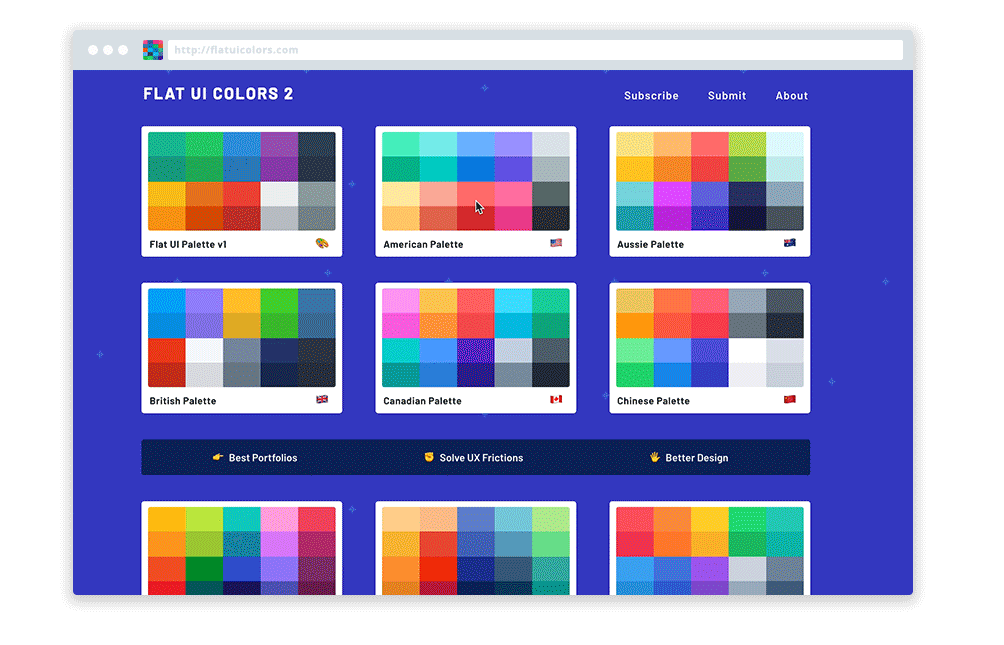 http://flatuicolors.com
FLAT UI COLORS 2
Subscribe Submit About
Flat UI Palette v1
American Palette
Aussie Palette
British Palette
Canadian Palette
Chinese Palette
Best Portfolios
Solve UX Frictions
Better Design